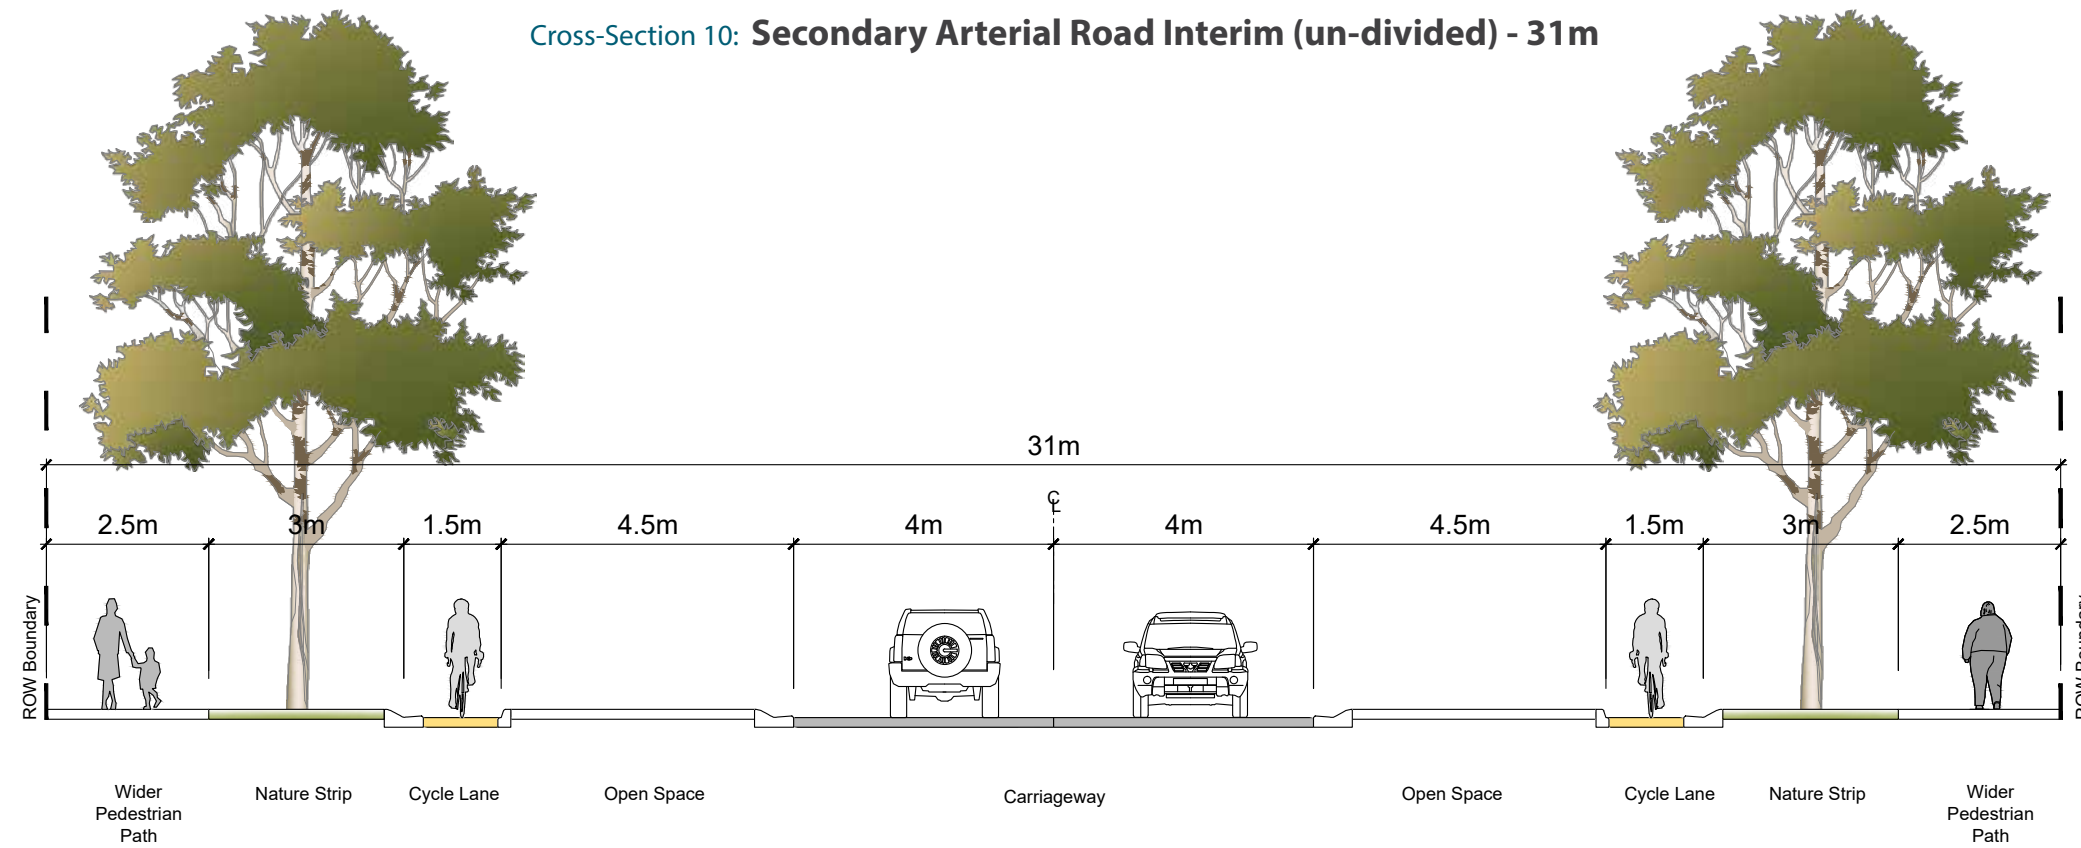 Cross-Section 10: Secondary Arterial Road Interim (un-divided) - 31m
31m
℄
2.5m 3m 1.5m 4.5m 4m 4m 4.5m 1.5m 3m 2.5m
ROW Boundary
ROW Boundary
Wider
Pedestrian
Path
Nature Strip
Cycle Lane
Open Space
Carriageway
Open Space
Cycle Lane
Nature Strip
Wider
Pedestrian
Path